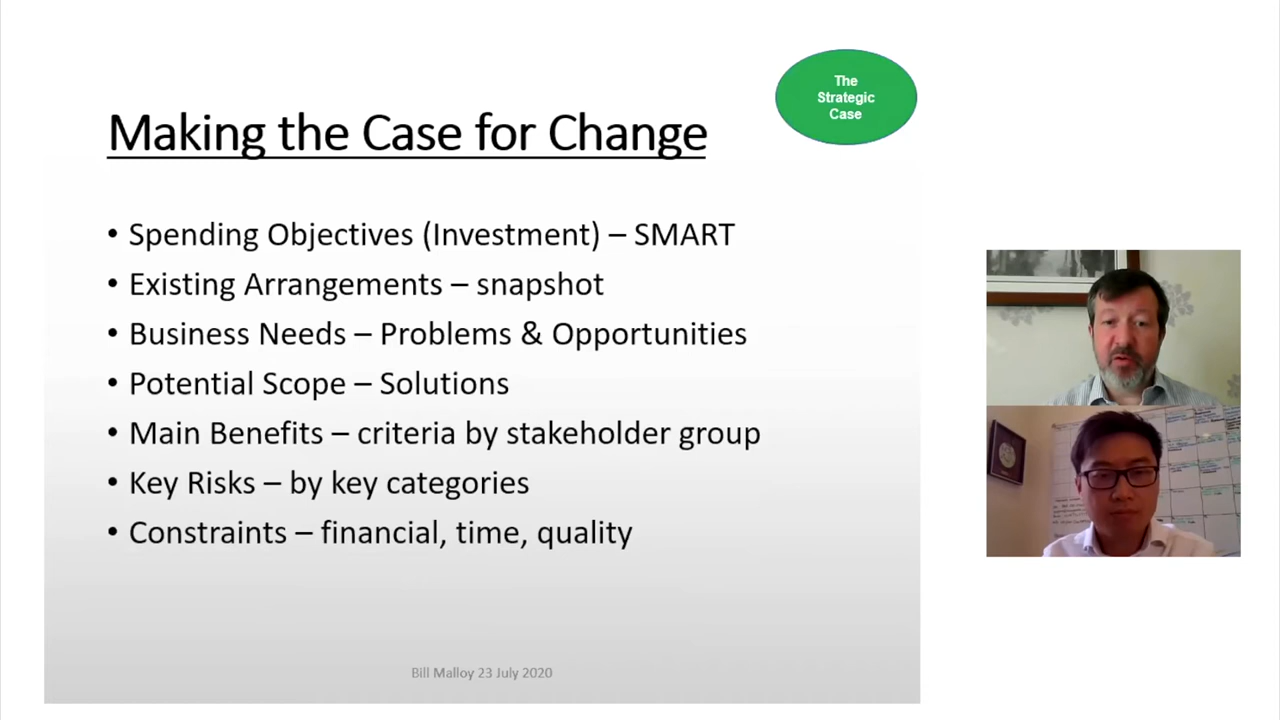 The
Strategic
Case
Making the Case for Change
• Spending Objectives (Investment) – SMART
• Existing Arrangements – snapshot
• Business Needs – Problems & Opportunities
• Potential Scope – Solutions
• Main Benefits – criteria by stakeholder group
• Key Risks – by key categories
• Constraints – financial, time, quality
Bill Malloy 23 July 2020